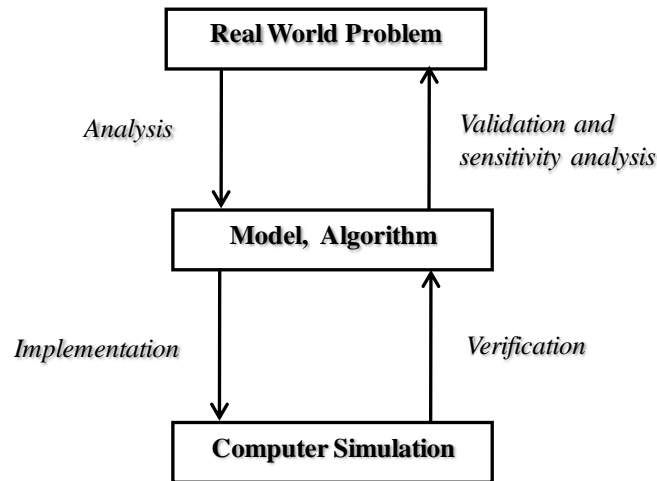 Real World Problem
Analysis
Validation and
sensitivity analysis
Model, Algorithm
Implementation
Verification
Computer Simulation